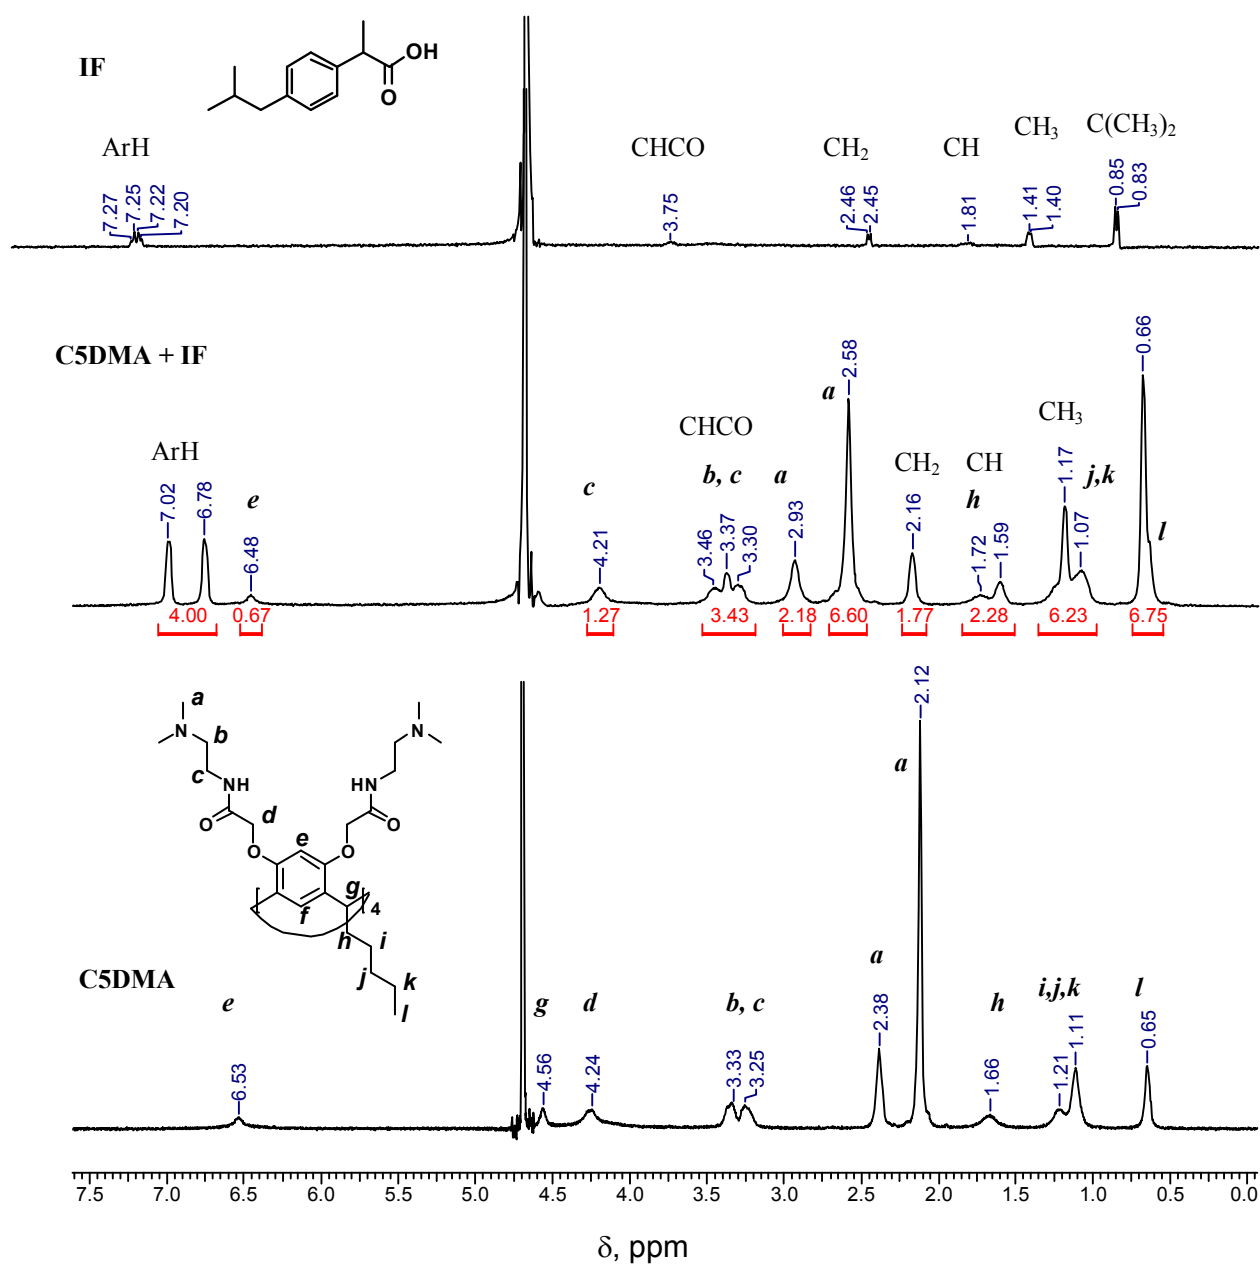 IF
OH
O
ArH
CHCO
CH₂
CH
CH₃
C(CH₃)₂
7.27
7.25
7.22
7.20
3.75
2.46
2.45
1.81
1.41
1.40
0.85
0.83
C5DMA + IF
ArH
e
c
CHCO
b, c
a
a
CH₂
CH
h
CH₃
j,k
l
7.02
6.78
6.48
4.21
3.46
3.37
3.30
2.93
2.58
2.16
1.72
1.59
1.17
1.07
0.66
4.00
0.67
1.27
3.43
2.18
6.60
1.77
2.28
6.23
6.75
a
N
b
c
NH
O
d
O
e
N
HN
O
O
g
f
4
h
i
j
k
l
C5DMA
e
g
d
b, c
a
a
h
i,j,k
l
6.53
4.56
4.24
3.33
3.25
2.38
2.12
1.66
1.21
1.11
0.65
7.5 7.0 6.5 6.0 5.5 5.0 4.5 4.0 3.5 3.0 2.5 2.0 1.5 1.0 0.5 0.0
δ, ppm